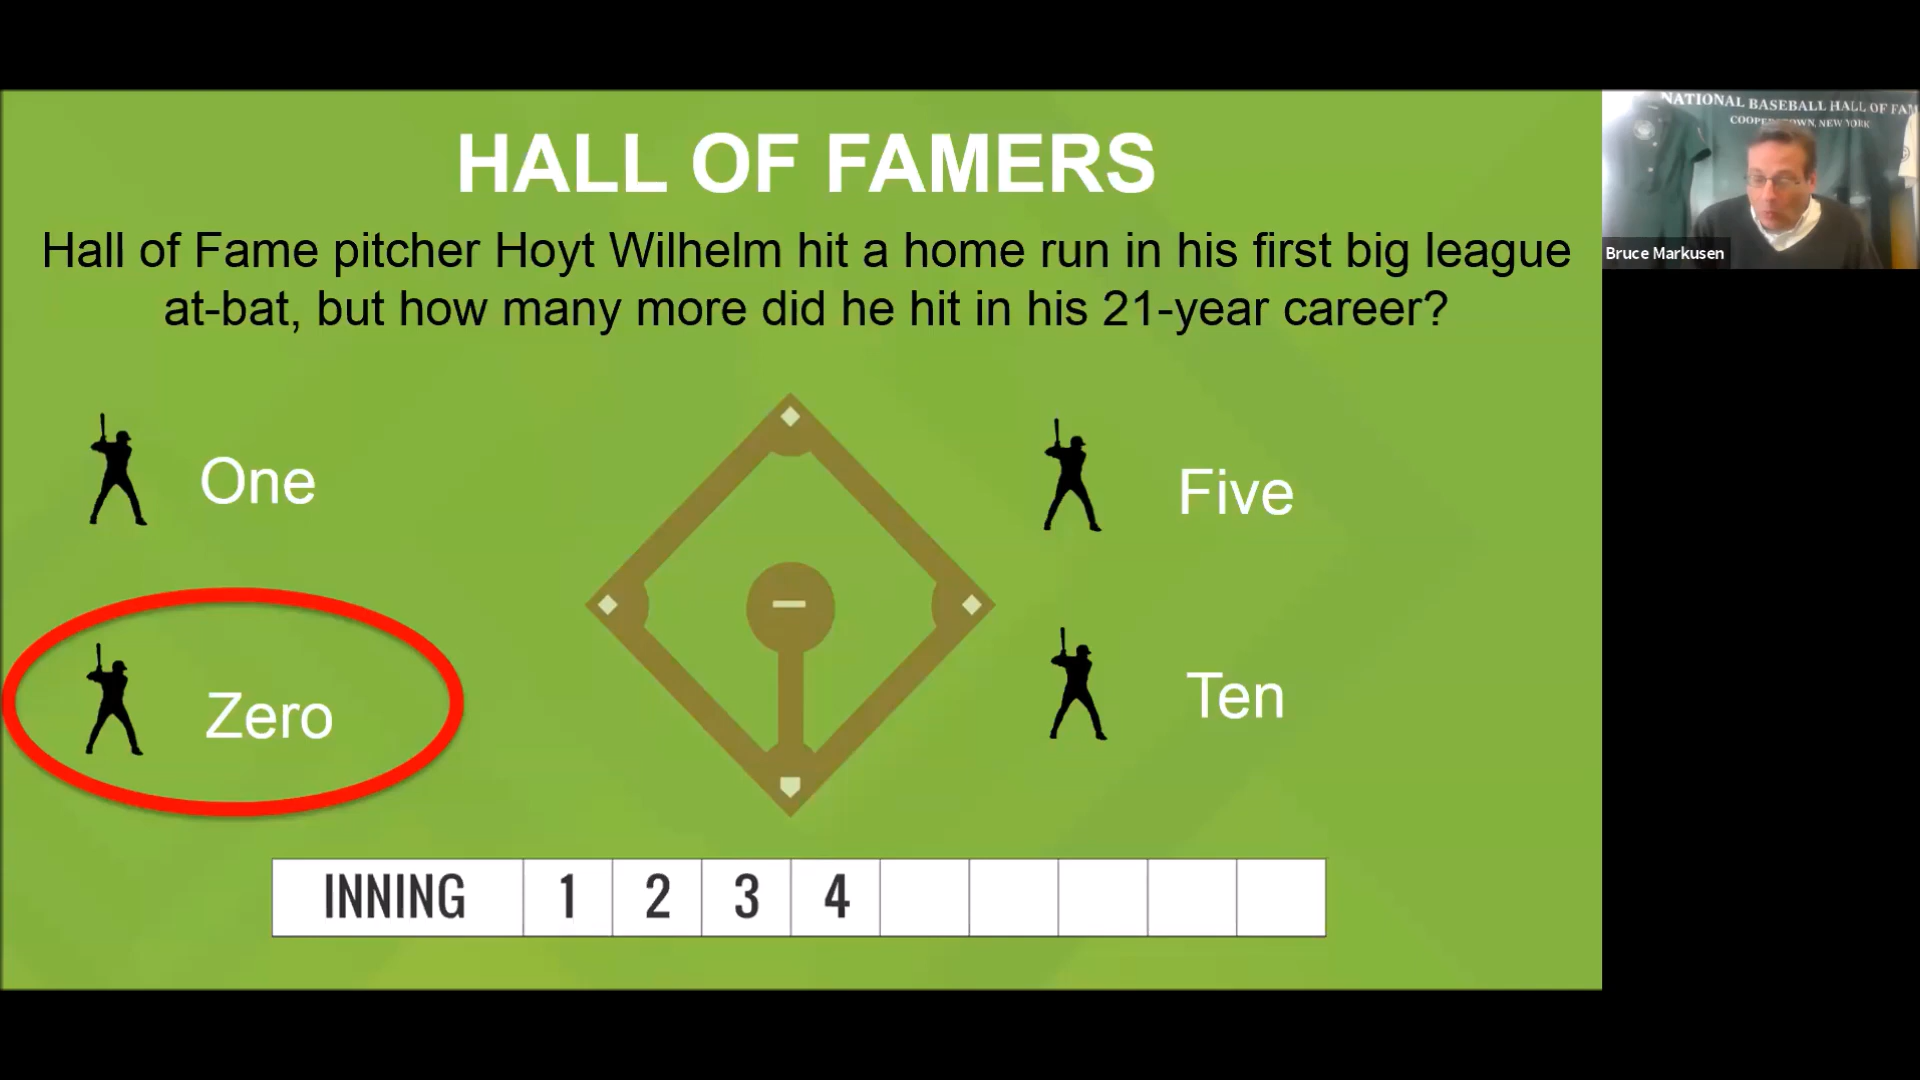 HALL OF FAMERS
Hall of Fame pitcher Hoyt Wilhelm hit a home run in his first big league
at-bat, but how many more did he hit in his 21-year career?
One
Five
Zero
Ten
INNING 1 2 3 4
NATIONAL BASEBALL HALL OF FAM
COOPERSTOWN, NEW YORK
Bruce Markusen